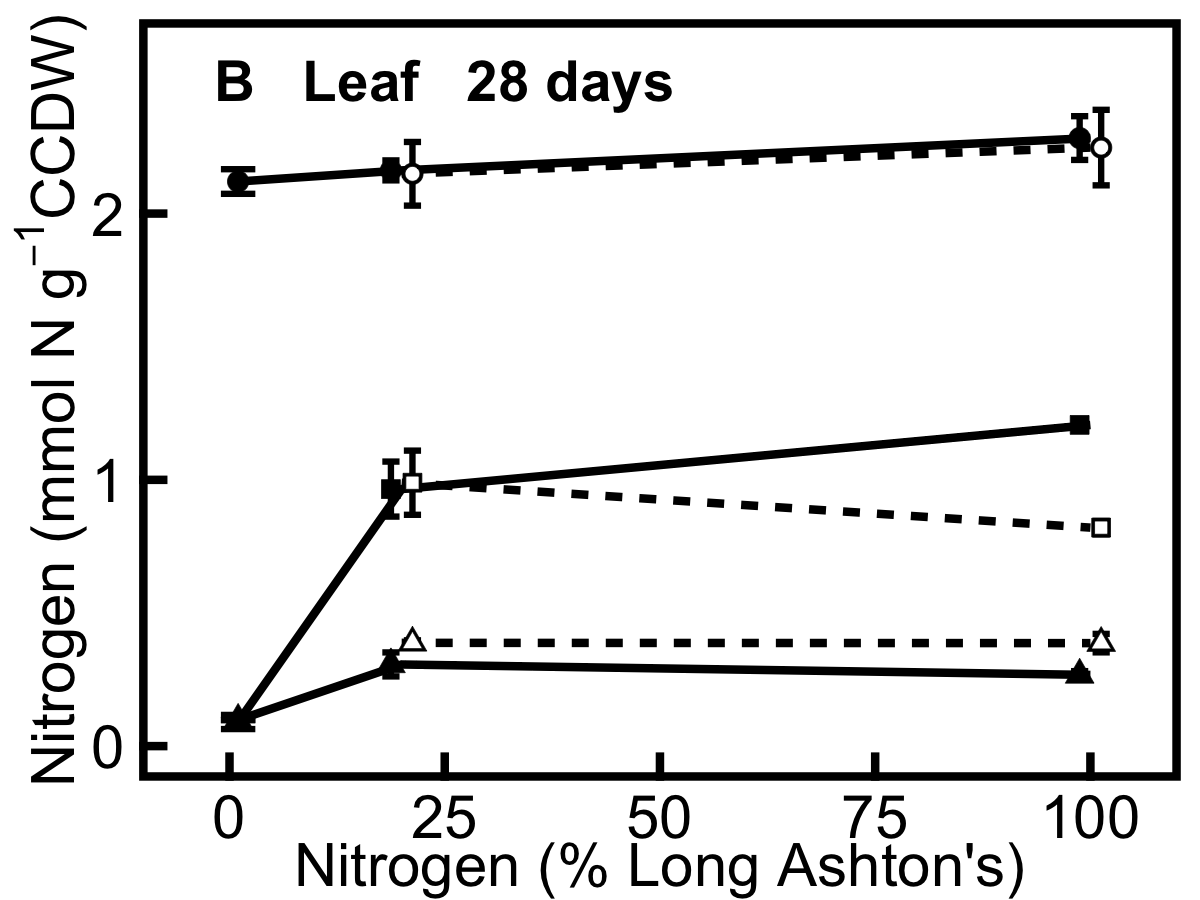 B Leaf 28 days
Nitrogen (mmol N g⁻¹CCDW)
2
1
0
0 25 50 75 100
Nitrogen (% Long Ashton's)